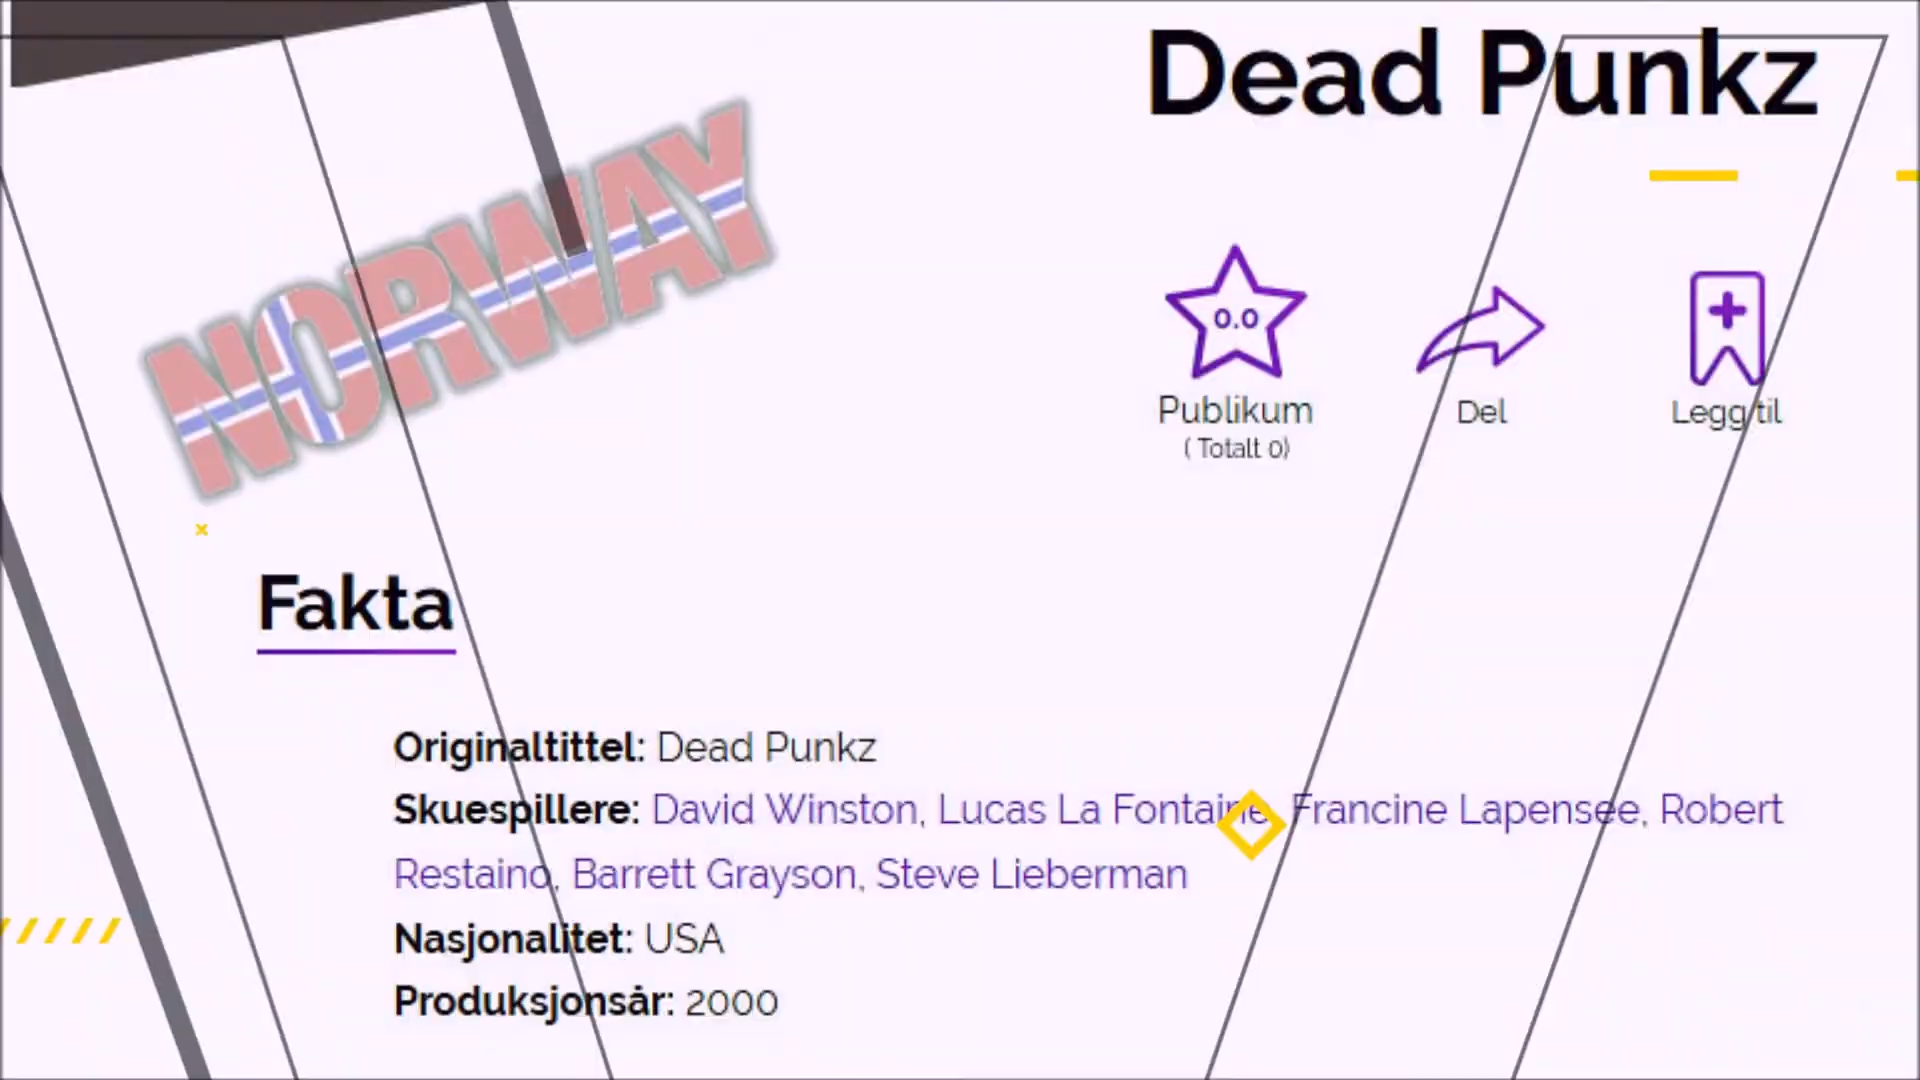 Dead Punkz
NORWAY
0.0
Publikum
( Totalt 0)
Del
Legg til
Fakta
Originaltittel: Dead Punkz
Skuespillere: David Winston, Lucas La Fontaine, Francine Lapensee, Robert
Restaino, Barrett Grayson, Steve Lieberman
Nasjonalitet: USA
Produksjonsår: 2000